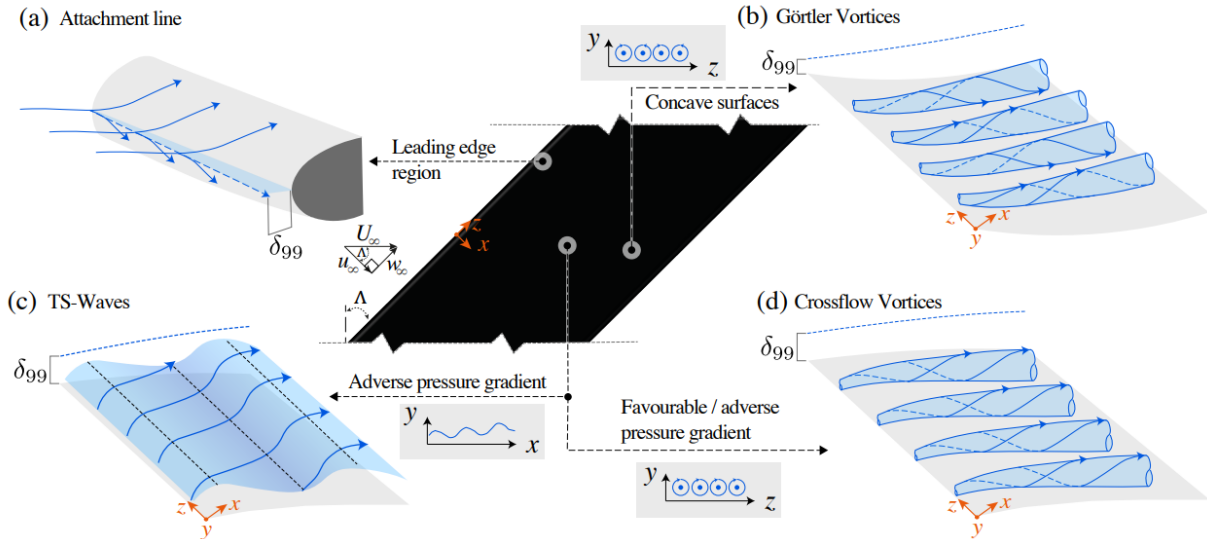 (a) Attachment line
δ99
y
z
Concave surfaces
(b) Görtler Vortices
δ99
z
x
y
Leading edge
region
z
x
U∞
Λ
u∞
w∞
Λ
(c) TS-Waves
δ99
z
x
y
Adverse pressure gradient
y
x
Favourable / adverse
pressure gradient
y
z
(d) Crossflow Vortices
δ99
z
x
y